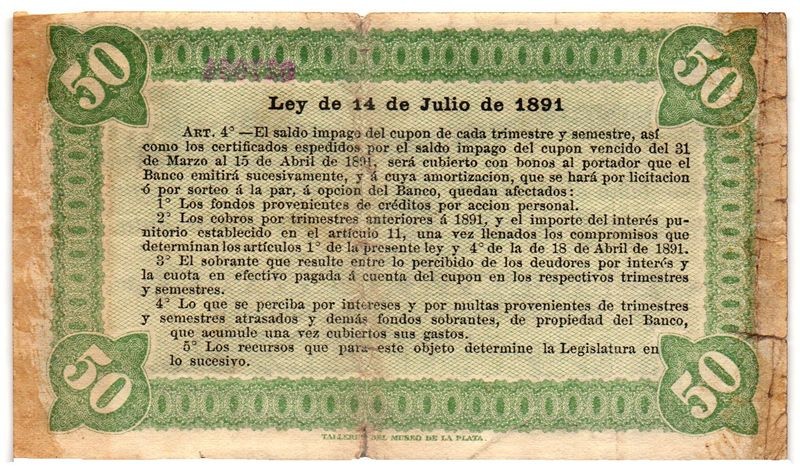 50
50
Ley de 14 de Julio de 1891
ART. 4° —El saldo impago del cupon de cada trimestre y semestre, así
como los certificados espedidos por el saldo impago del cupon vencido del 31
de Marzo al 15 de Abril de 1891, será cubierto con bonos al portador que el
Banco emitirá sucesivamente, y á cuya amortizacion, que se hará por licitacion
ó por sorteo á la par, á opcion del Banco, quedan afectados:
1° Los fondos provenientes de créditos por accion personal.
2° Los cobros por trimestres anteriores á 1891, y el importe del interés pu-
nitorio establecido en el artículo 11, una vez llenados los compromisos que
determinan los artículos 1° de la presente ley y 4° de la de 18 de Abril de 1891.
3° El sobrante que resulte entre lo percibido de los deudores por interés y
la cuota en efectivo pagada á cuenta del cupon en los respectivos trimestres
y semestres.
4° Lo que se perciba por intereses y por multas provenientes de trimestres
y semestres atrasados y demás fondos sobrantes, de propiedad del Banco,
que acumule una vez cubiertos sus gastos.
5° Los recursos que para este objeto determine la Legislatura en
lo sucesivo.
50
50
TALLERES DEL MUSEO DE LA PLATA.